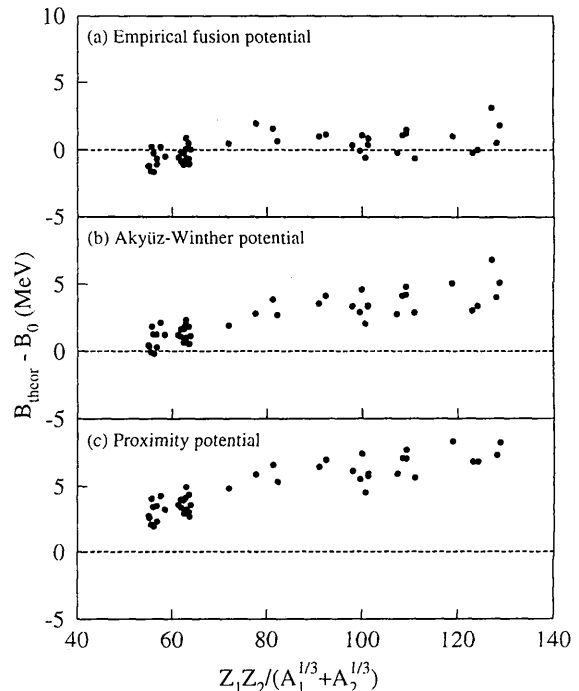 10
(a) Empirical fusion potential
5
0
-5
(b) Akyüz-Winther potential
5
0
-5
(c) Proximity potential
5
0
-5
B_theor - B_0 (MeV)
40 60 80 100 120 140
Z_1Z_2/(A_1^1/3+A_2^1/3)